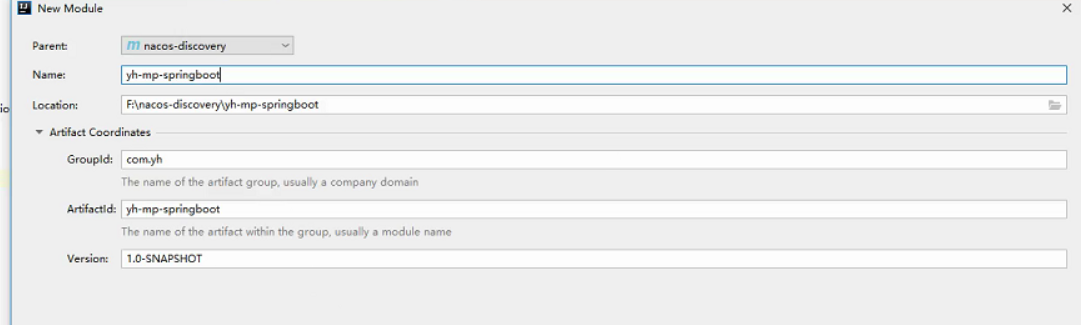 New Module
Parent: m nacos-discovery
Name: yh-mp-springboot
io
Location: F:\nacos-discovery\yh-mp-springboot
Artifact Coordinates
GroupId: com.yh
The name of the artifact group, usually a company domain
ArtifactId: yh-mp-springboot
The name of the artifact within the group, usually a module name
Version: 1.0-SNAPSHOT